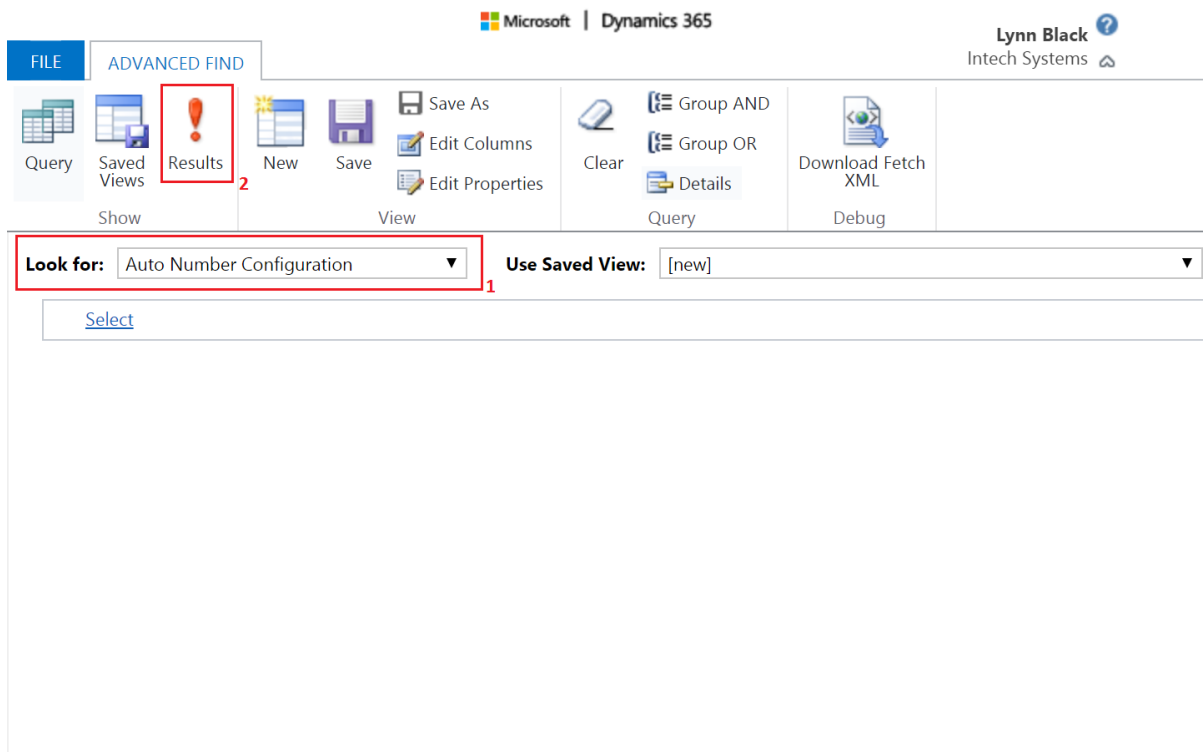 Microsoft | Dynamics 365
Lynn Black
Intech Systems
FILE
ADVANCED FIND
Query
Saved Views
Results
2
New
Save
Save As
Edit Columns
Edit Properties
Clear
Group AND
Group OR
Details
Download Fetch XML
Show
View
Query
Debug
Look for:
Auto Number Configuration
1
Use Saved View:
[new]
Select